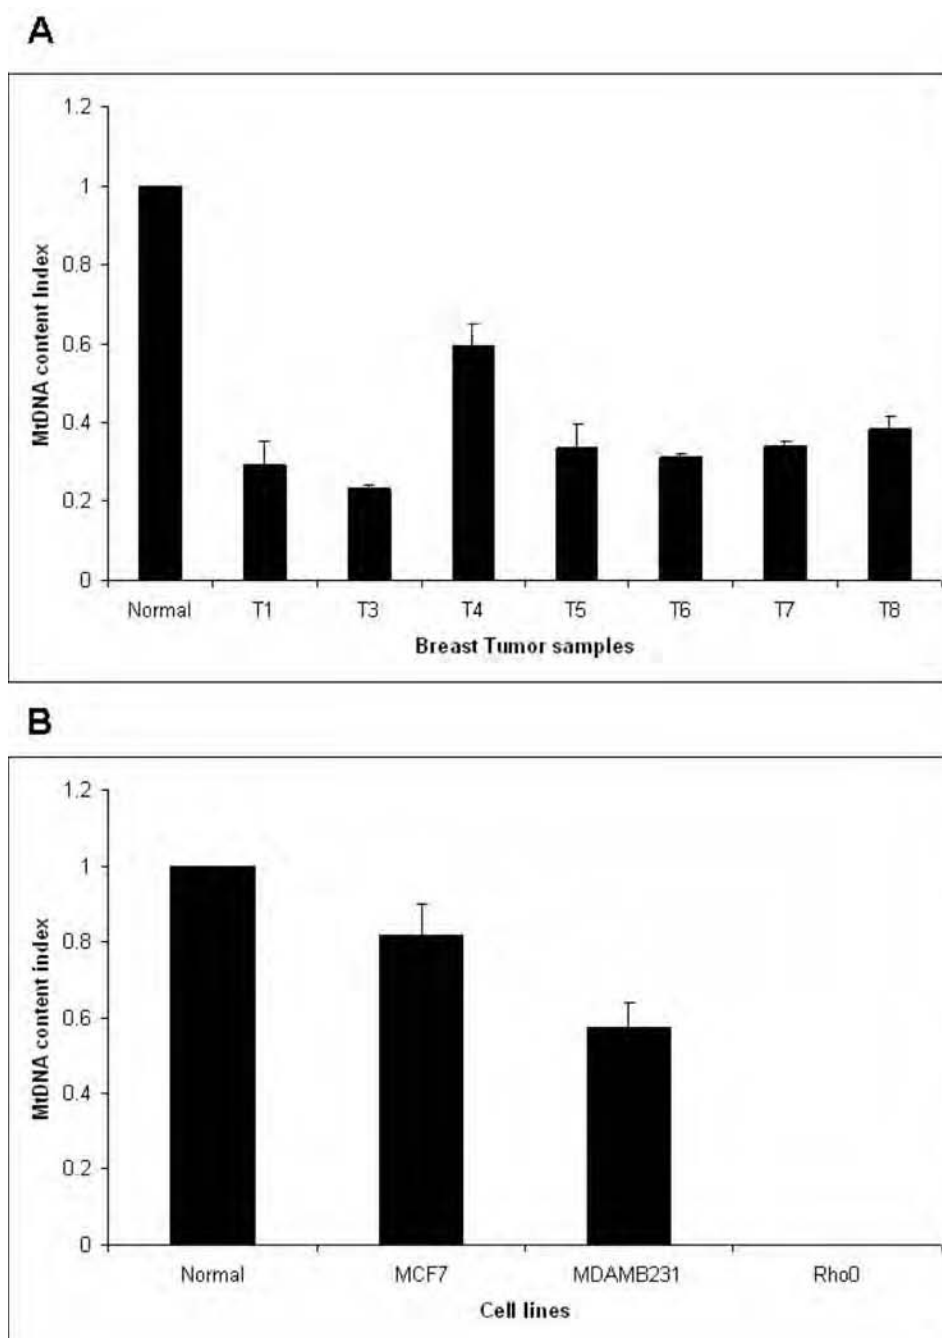 A
MtDNA content Index
1.2
1
0.8
0.6
0.4
0.2
0
Normal T1 T3 T4 T5 T6 T7 T8
Breast Tumor samples
B
MtDNA content index
1.2
1
0.8
0.6
0.4
0.2
0
Normal MCF7 MDAMB231 Rho0
Cell lines